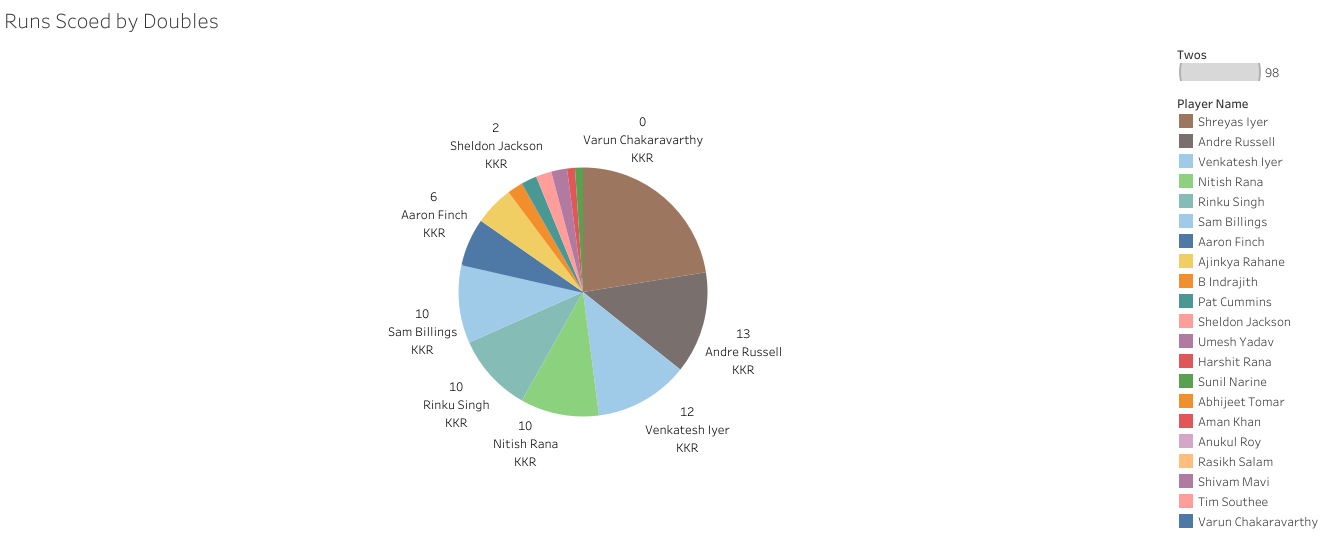 Runs Scoed by Doubles
0
Varun Chakaravarthy
KKR
2
Sheldon Jackson
KKR
6
Aaron Finch
KKR
10
Sam Billings
KKR
10
Rinku Singh
KKR
10
Nitish Rana
KKR
12
Venkatesh Iyer
KKR
13
Andre Russell
KKR
Twos
98
Player Name
Shreyas Iyer
Andre Russell
Venkatesh Iyer
Nitish Rana
Rinku Singh
Sam Billings
Aaron Finch
Ajinkya Rahane
B Indrajith
Pat Cummins
Sheldon Jackson
Umesh Yadav
Harshit Rana
Sunil Narine
Abhijeet Tomar
Aman Khan
Anukul Roy
Rasikh Salam
Shivam Mavi
Tim Southee
Varun Chakaravarthy